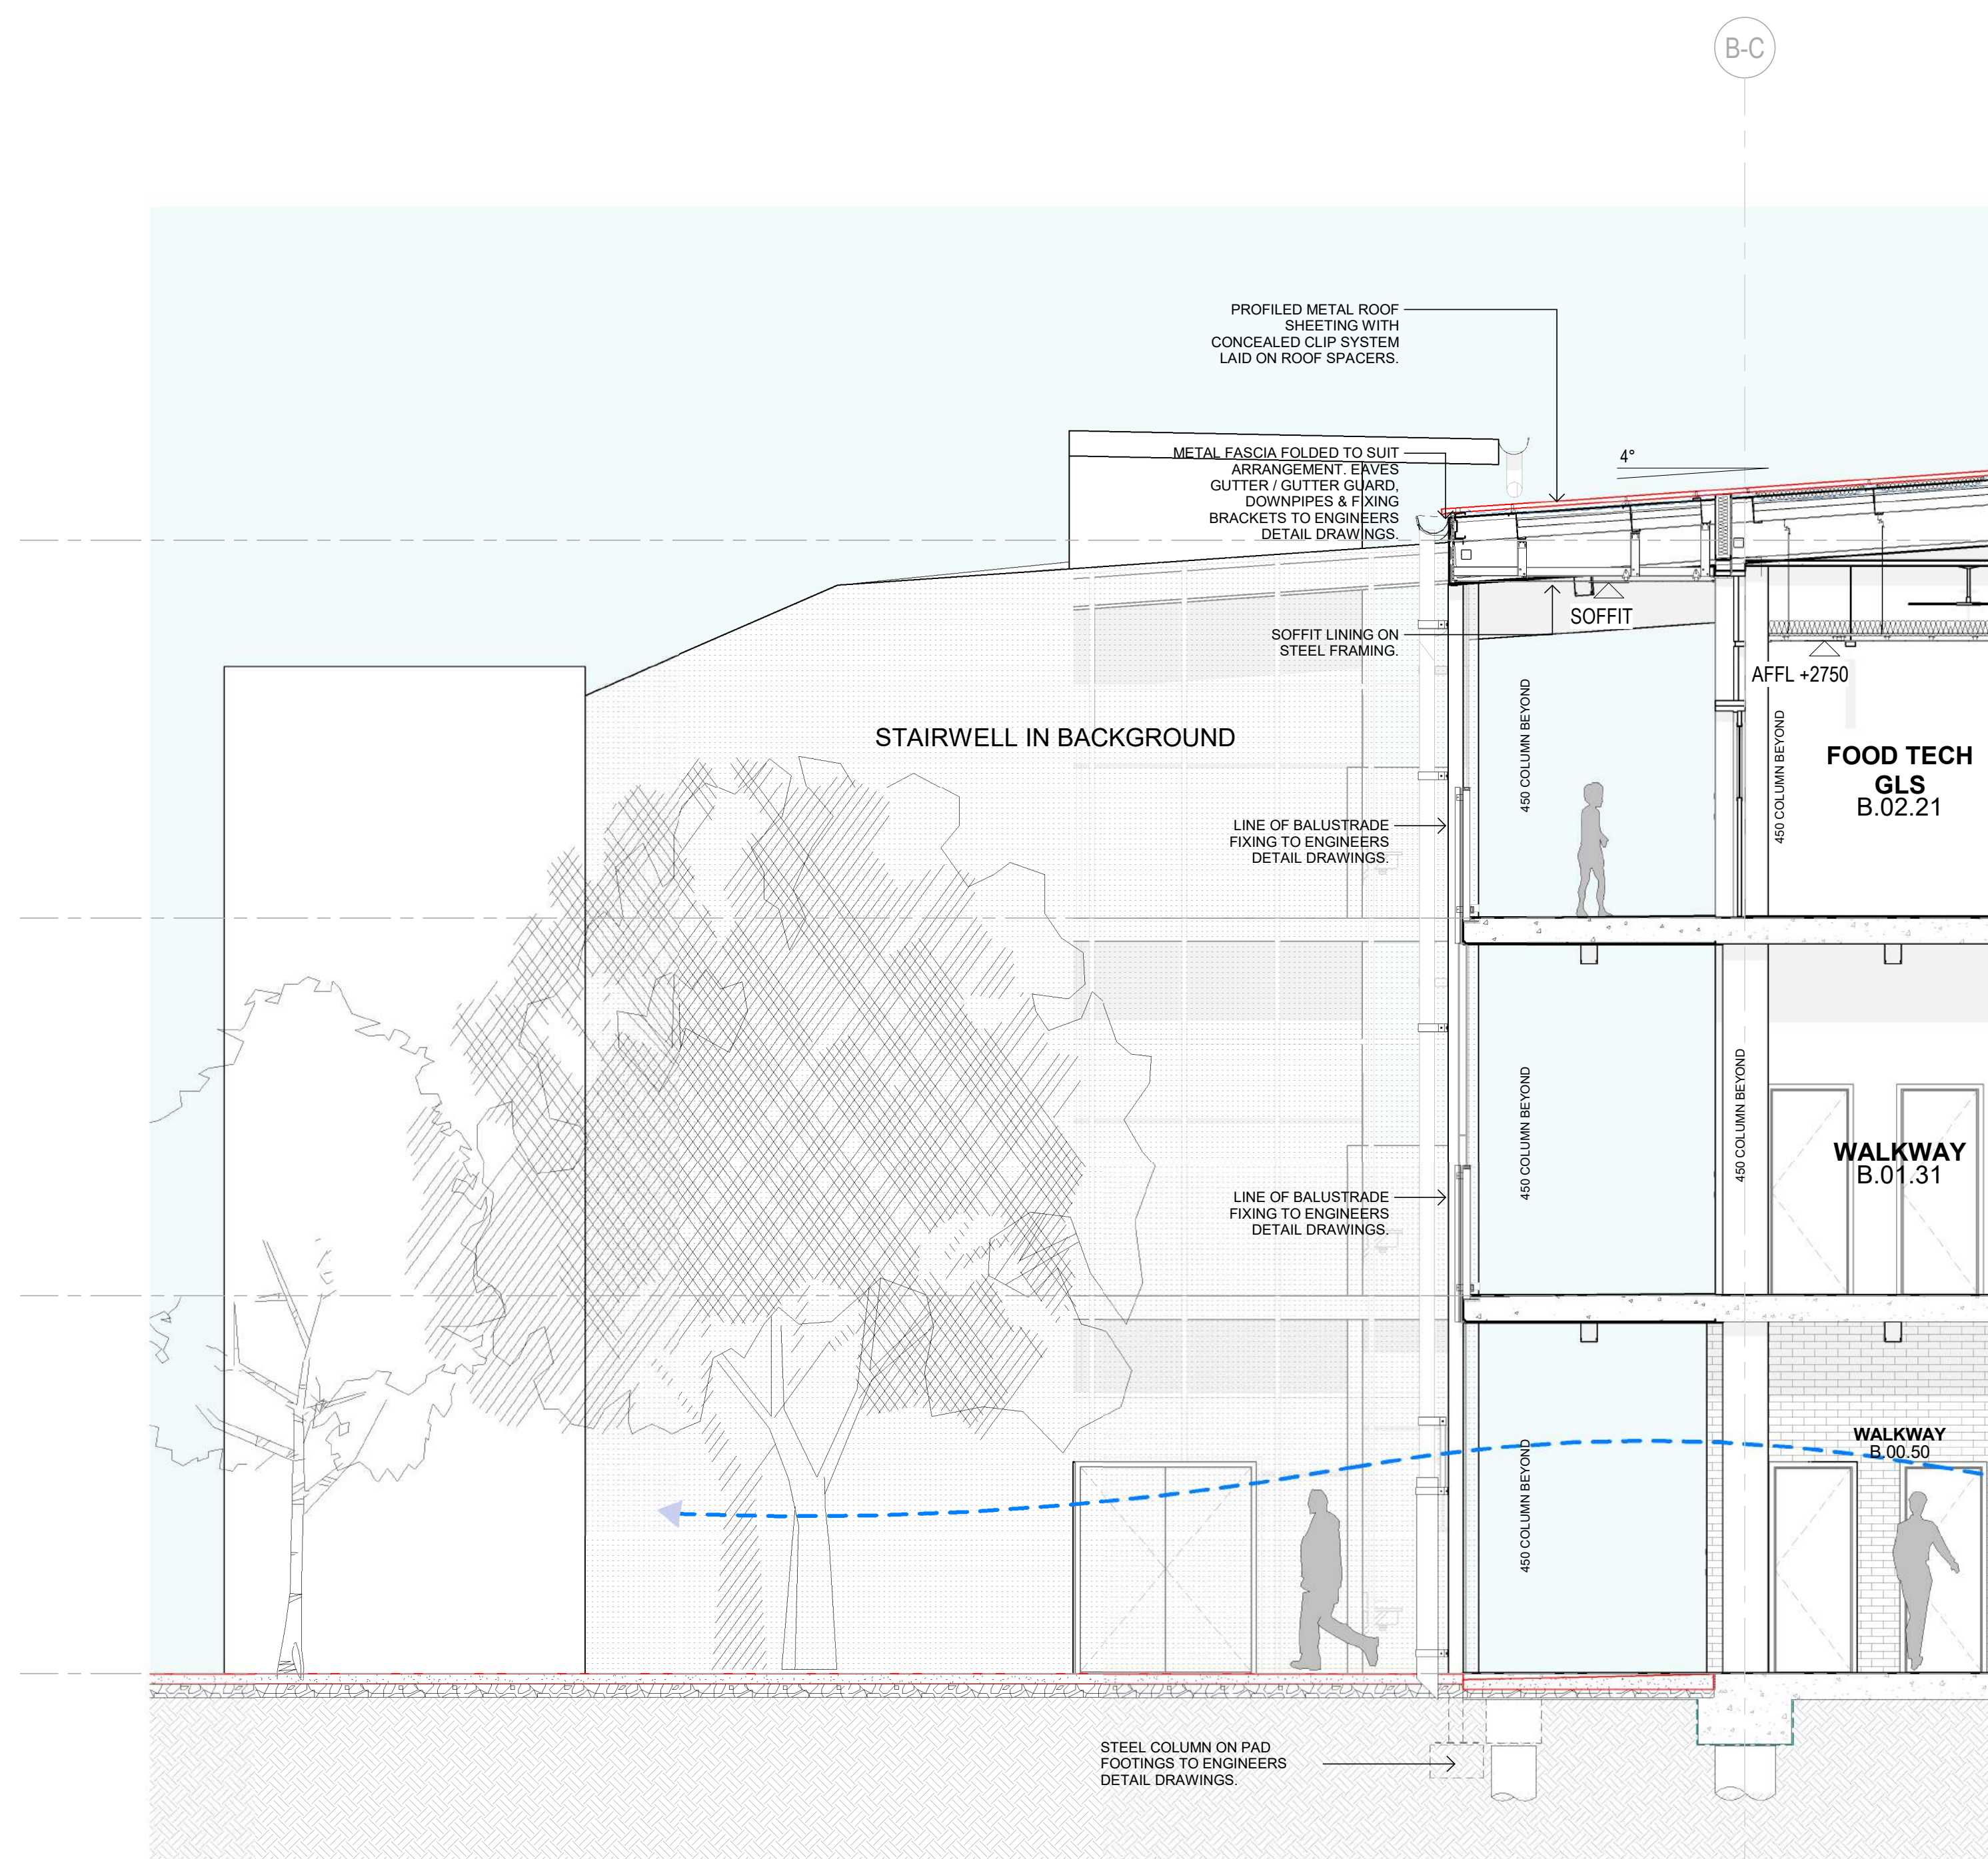 B-C
PROFILED METAL ROOF
SHEETING WITH
CONCEALED CLIP SYSTEM
LAID ON ROOF SPACERS.
METAL FASCIA FOLDED TO SUIT
ARRANGEMENT. EAVES
GUTTER / GUTTER GUARD,
DOWNPIPES & FIXING
BRACKETS TO ENGINEERS
DETAIL DRAWINGS.
4°
SOFFIT
SOFFIT LINING ON
STEEL FRAMING.
AFFL +2750
STAIRWELL IN BACKGROUND
450 COLUMN BEYOND
450 COLUMN BEYOND
FOOD TECH
GLS
B.02.21
LINE OF BALUSTRADE
FIXING TO ENGINEERS
DETAIL DRAWINGS.
450 COLUMN BEYOND
450 COLUMN BEYOND
WALKWAY
B.01.31
LINE OF BALUSTRADE
FIXING TO ENGINEERS
DETAIL DRAWINGS.
450 COLUMN BEYOND
WALKWAY
B.00.50
STEEL COLUMN ON PAD
FOOTINGS TO ENGINEERS
DETAIL DRAWINGS.